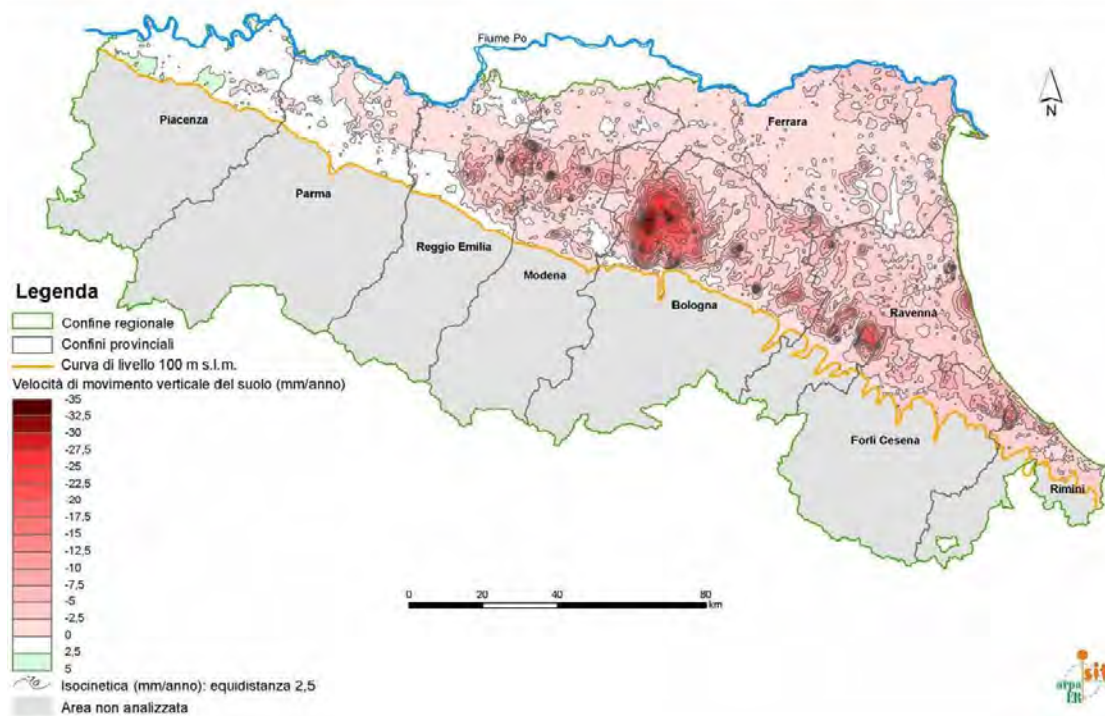 Fiume Po
N
Ferrara
Piacenza
Parma
Reggio Emilia
Modena
Bologna
Ravenna
Forlì Cesena
Rimini
Legenda
Confine regionale
Confini provinciali
Curva di livello 100 m s.l.m.
Velocità di movimento verticale del suolo (mm/anno)
-35
-32,5
-30
-27,5
-25
22,5
20
-17,5
-15
-12,5
-10
-7,5
-5
-2,5
0
2,5
5
Isocinetica (mm/anno): equidistanza 2,5
Area non analizzata
0 20 40 80
km
arpa
ER